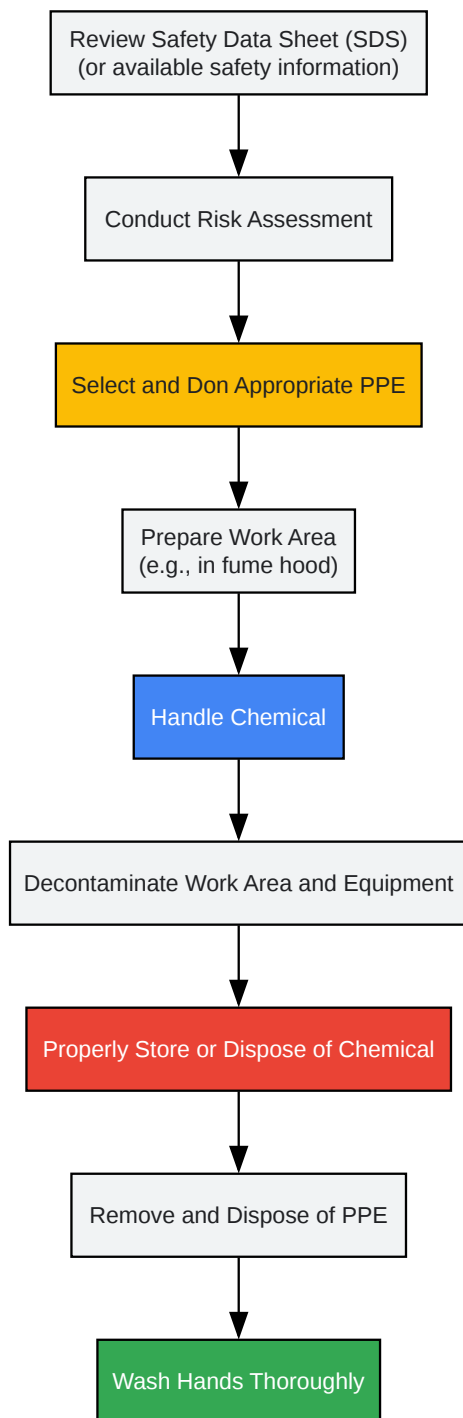 Review Safety Data Sheet (SDS)
(or available safety information)
Conduct Risk Assessment
Select and Don Appropriate PPE
Prepare Work Area
(e.g., in fume hood)
Handle Chemical
Decontaminate Work Area and Equipment
Properly Store or Dispose of Chemical
Remove and Dispose of PPE
Wash Hands Thoroughly